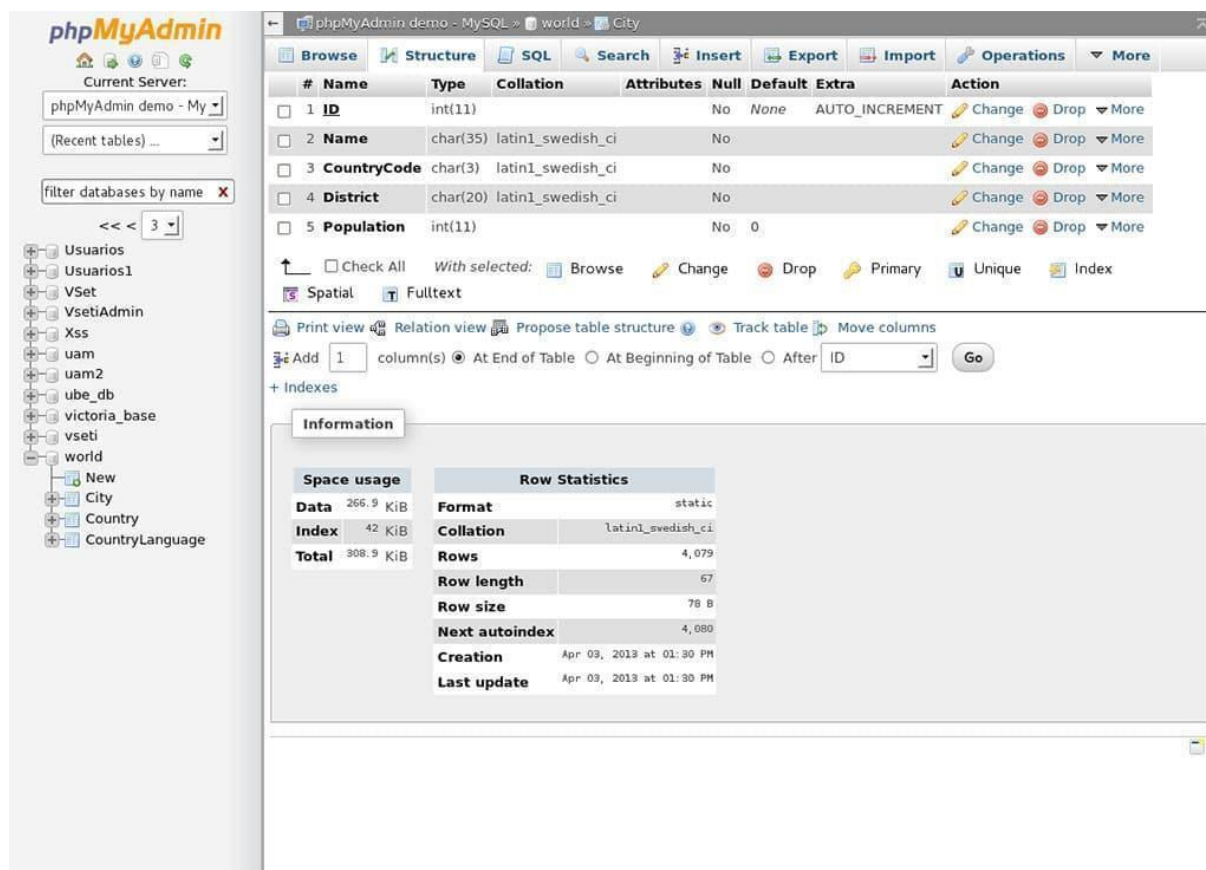 phpMyAdmin
Current Server:
phpMyAdmin demo - My
(Recent tables) ...
filter databases by name X
<< < 3
Usuarios
Usuarios1
VSet
VsetiAdmin
Xss
uam
uam2
ube_db
victoria_base
vseti
world
New
City
Country
CountryLanguage
phpMyAdmin demo - MySQL » world » City
Browse Structure SQL Search Insert Export Import Operations More
# Name Type Collation Attributes Null Default Extra Action
1 ID int(11) No None AUTO_INCREMENT Change Drop More
2 Name char(35) latin1_swedish_ci No Change Drop More
3 CountryCode char(3) latin1_swedish_ci No Change Drop More
4 District char(20) latin1_swedish_ci No Change Drop More
5 Population int(11) No 0 Change Drop More
Check All With selected: Browse Change Drop Primary Unique Index
Spatial Fulltext
Print view Relation view Propose table structure Track table Move columns
Add 1 column(s) At End of Table At Beginning of Table After ID Go
+ Indexes
Information
Space usage
Data 266.9 KiB
Index 42 KiB
Total 308.9 KiB
Row Statistics
Format static
Collation latin1_swedish_ci
Rows 4,079
Row length 67
Row size 78 B
Next autoindex 4,080
Creation Apr 03, 2013 at 01:30 PM
Last update Apr 03, 2013 at 01:30 PM